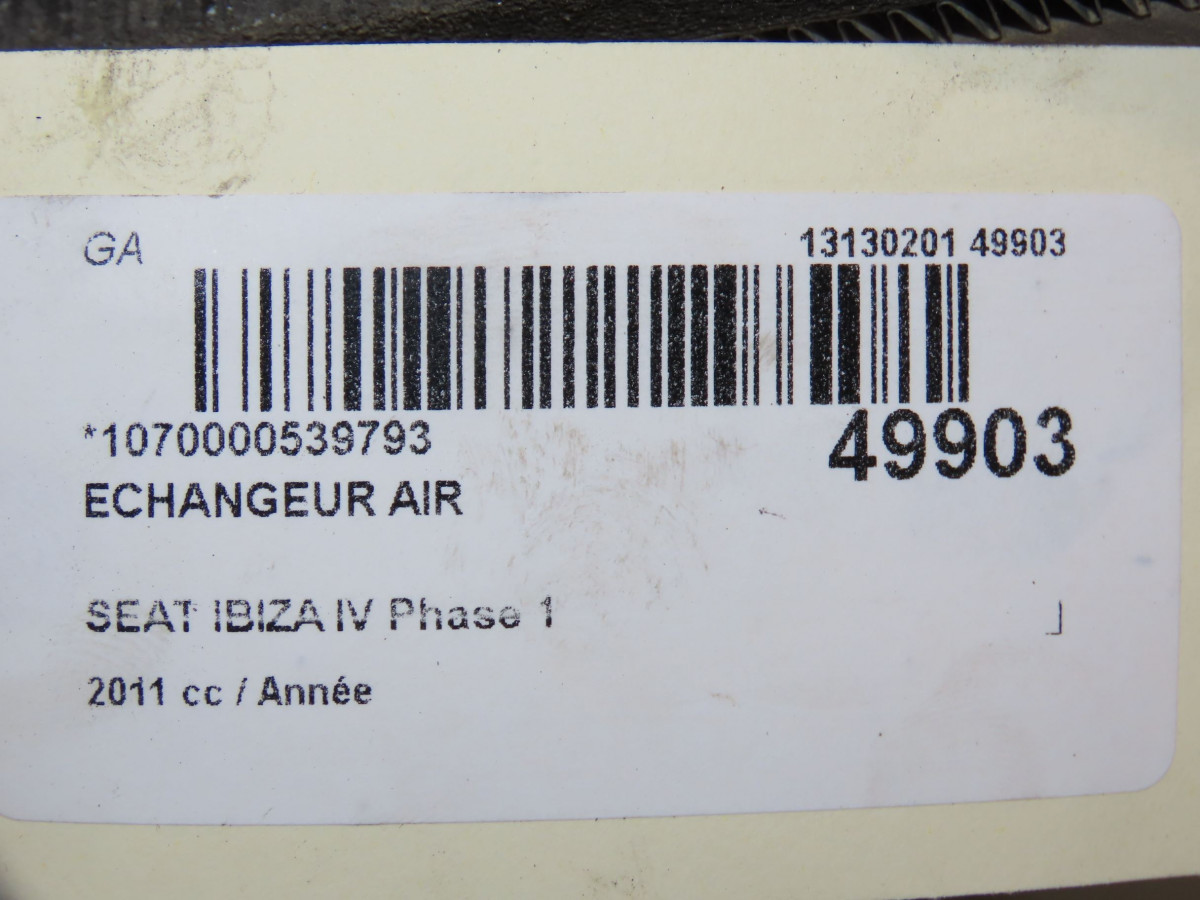 GA
13130201 49903
*1070000539793
49903
ECHANGEUR AIR
SEAT IBIZA IV Phase 1
2011 cc / Année